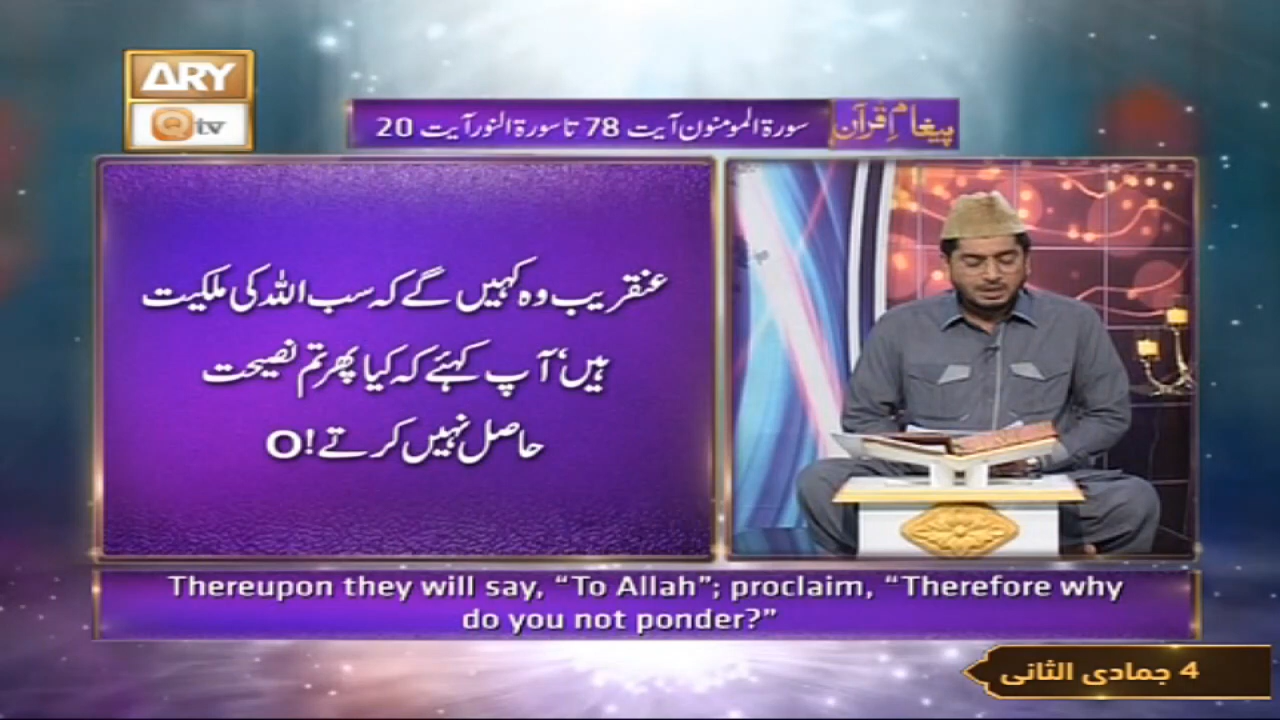 ARY
Qtv
پیغامِ قرآن
سورۃ المومنون آیت 78 تا سورۃ النور آیت 20
عنقریب وہ کہیں گے کہ سب اللہ کی ملکیت
ہیں، آپ کہئے کہ کیا پھر تم نصیحت
حاصل نہیں کرتے! O
Thereupon they will say, “To Allah”; proclaim, “Therefore why
do you not ponder?”
4 جمادی الثانی